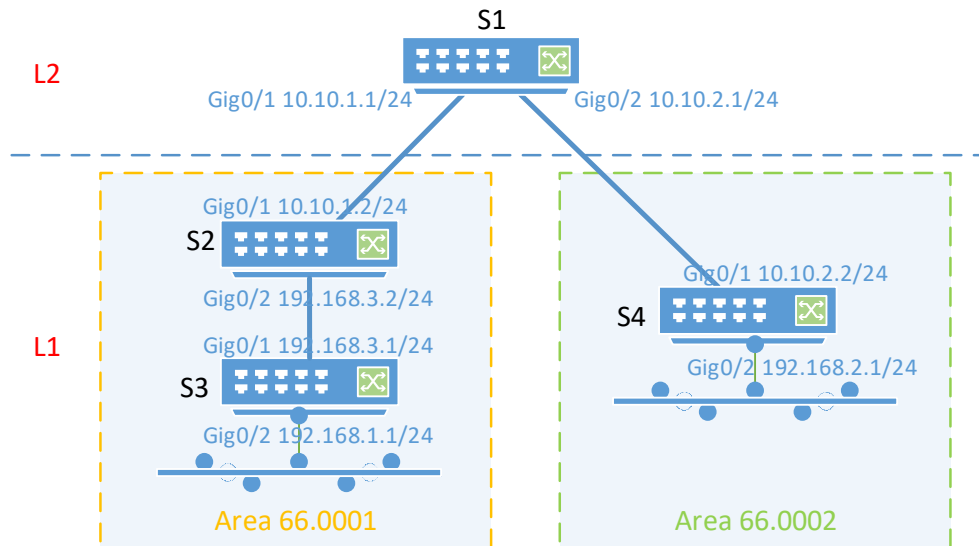 S1
L2
Gig0/1 10.10.1.1/24
Gig0/2 10.10.2.1/24
Gig0/1 10.10.1.2/24
S2
Gig0/2 192.168.3.2/24
Gig0/1 10.10.2.2/24
S4
L1
Gig0/1 192.168.3.1/24
Gig0/2 192.168.2.1/24
S3
Gig0/2 192.168.1.1/24
Area 66.0001
Area 66.0002